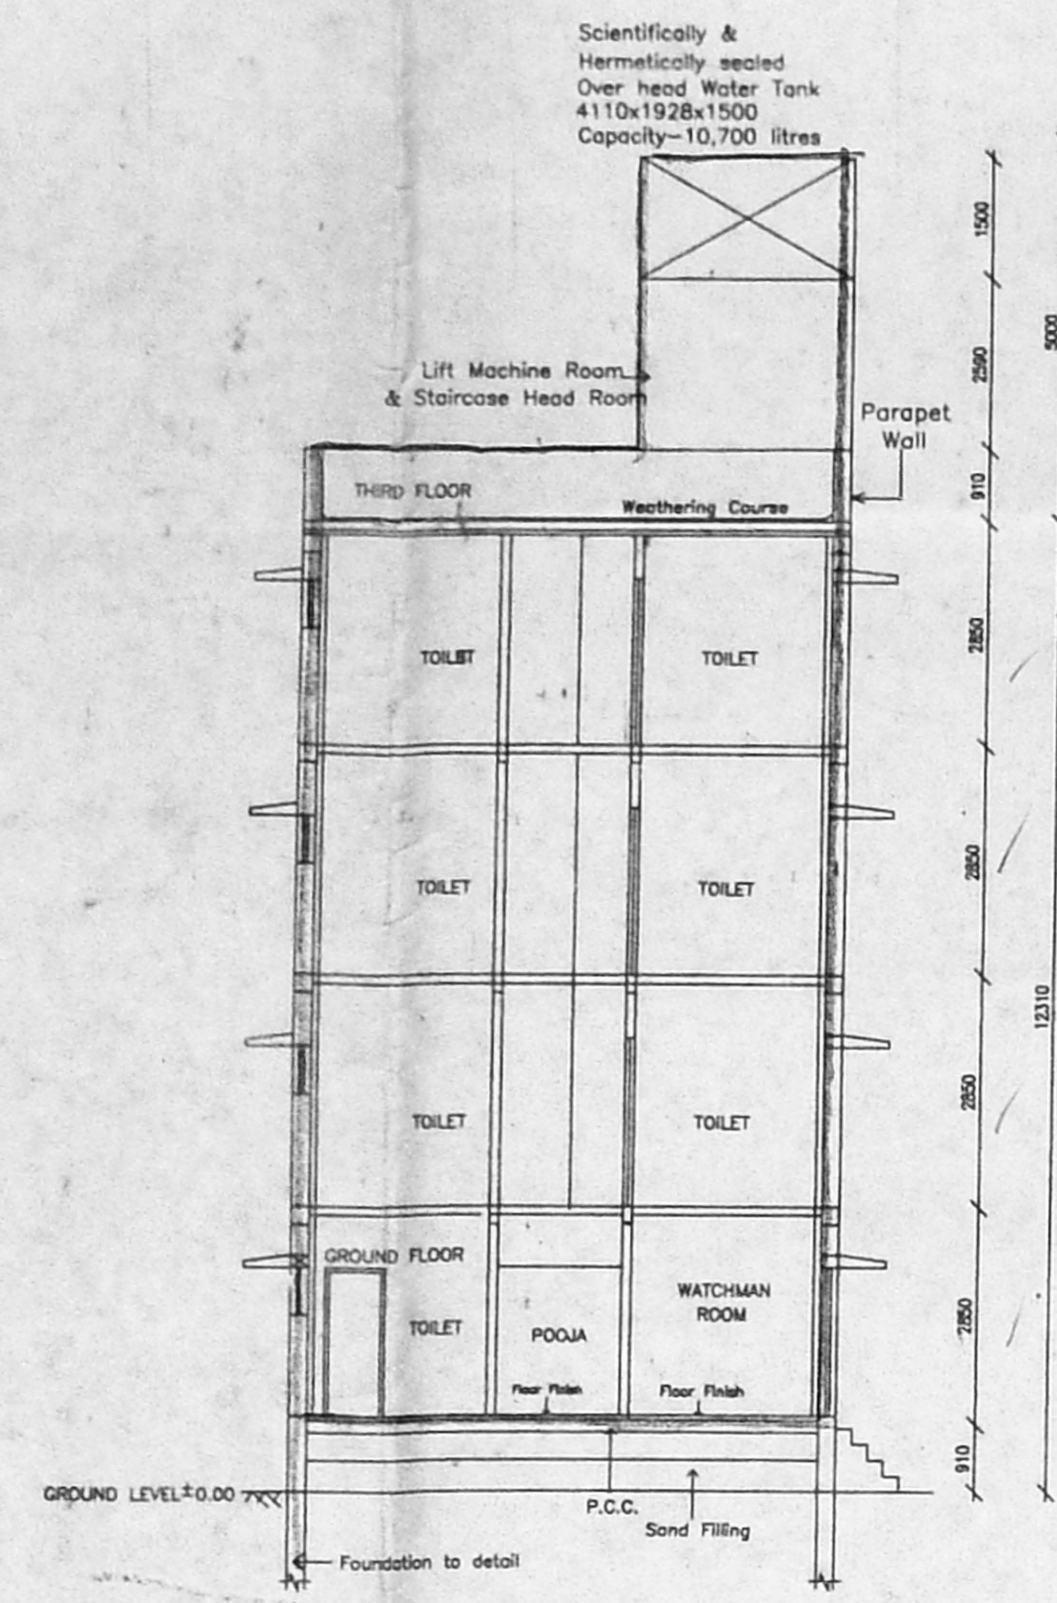 Scientifically &
Hermetically sealed
Over head Water Tank
4110x1928x1500
Capacity-10,700 litres
1500
5000
2590
Lift Machine Room
& Staircase Head Room
Parapet
Wall
910
THIRD FLOOR
Weathering Course
TOILET
TOILET
2850
TOILET
TOILET
2850
12310
TOILET
TOILET
2850
GROUND FLOOR
WATCHMAN
ROOM
TOILET
POOJA
2850
Floor Finish
Floor Finish
910
GROUND LEVEL±0.00
P.C.C.
Sand Filling
Foundation to detail